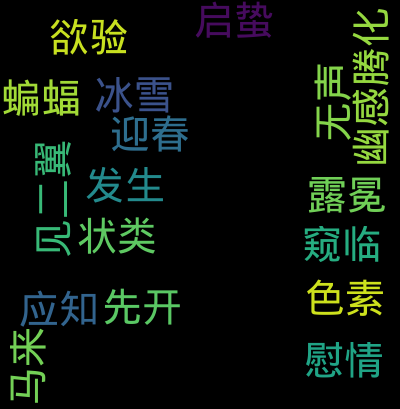 启蛰
欲验
幽感腾化
无声
蝙蝠
冰雪
迎春
见二翼
发生
露冕
状类
窥临
色素
应知
先开
慰情
马来